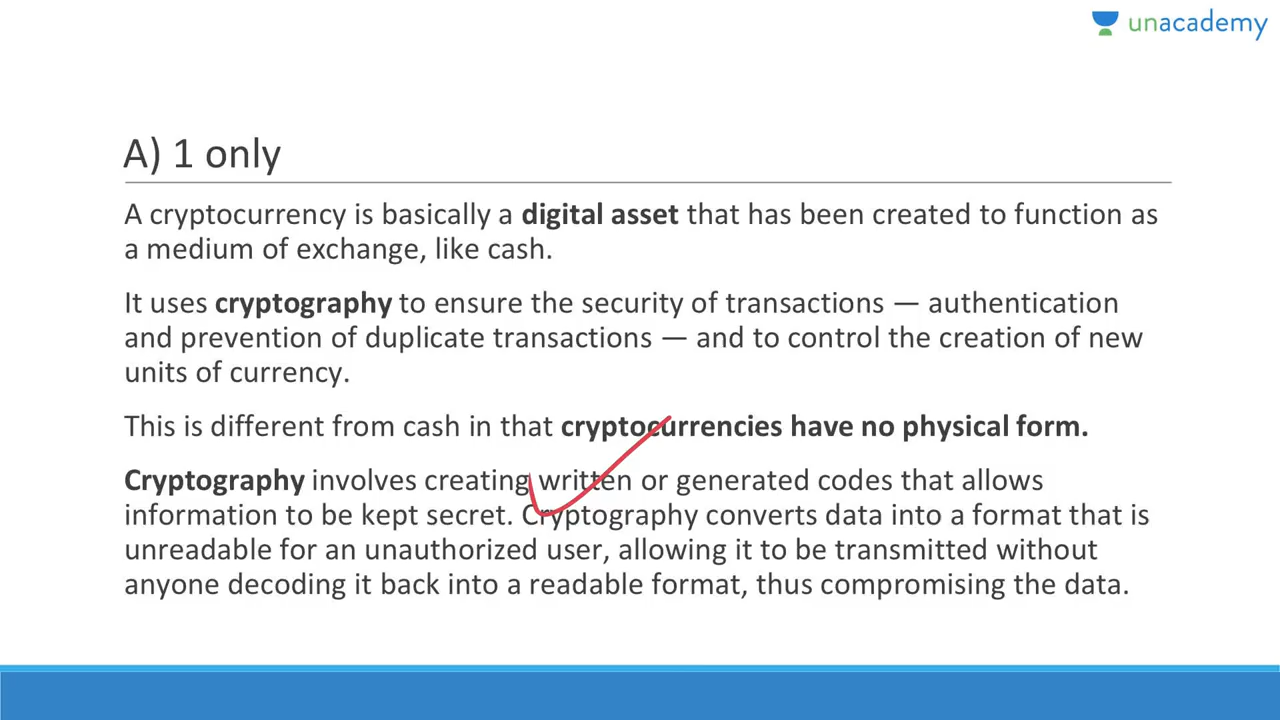 unacademy
A) 1 only
A cryptocurrency is basically a digital asset that has been created to function as
a medium of exchange, like cash.
It uses cryptography to ensure the security of transactions — authentication
and prevention of duplicate transactions — and to control the creation of new
units of currency.
This is different from cash in that cryptocurrencies have no physical form.
Cryptography involves creating written or generated codes that allows
information to be kept secret. Cryptography converts data into a format that is
unreadable for an unauthorized user, allowing it to be transmitted without
anyone decoding it back into a readable format, thus compromising the data.